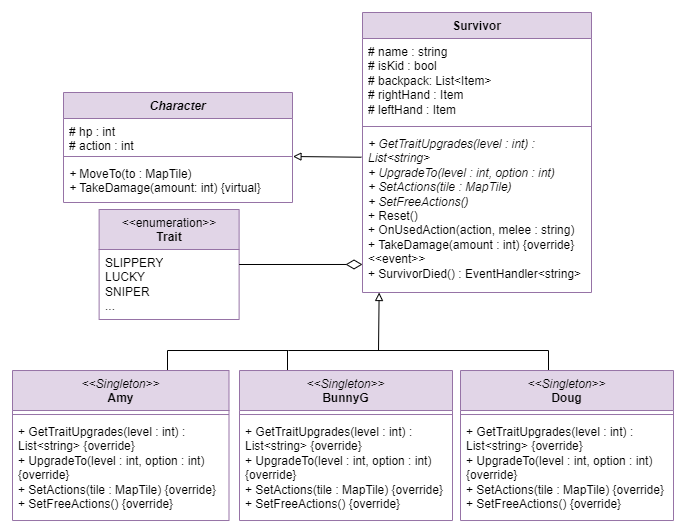 Survivor
# name : string
# isKid : bool
# backpack: List<Item>
# rightHand : Item
# leftHand : Item
+ GetTraitUpgrades(level : int) :
List<string>
+ UpgradeTo(level : int, option : int)
+ SetActions(tile : MapTile)
+ SetFreeActions()
+ Reset()
+ OnUsedAction(action, melee : string)
+ TakeDamage(amount : int) {override}
<<event>>
+ SurvivorDied() : EventHandler<string>
Character
# hp : int
# action : int
+ MoveTo(to : MapTile)
+ TakeDamage(amount: int) {virtual}
<<enumeration>>
Trait
SLIPPERY
LUCKY
SNIPER
...
<<Singleton>>
Amy
+ GetTraitUpgrades(level : int) :
List<string> {override}
+ UpgradeTo(level : int, option : int)
{override}
+ SetActions(tile : MapTile) {override}
+ SetFreeActions() {override}
<<Singleton>>
BunnyG
+ GetTraitUpgrades(level : int) :
List<string> {override}
+ UpgradeTo(level : int, option : int)
{override}
+ SetActions(tile : MapTile) {override}
+ SetFreeActions() {override}
<<Singleton>>
Doug
+ GetTraitUpgrades(level : int) :
List<string> {override}
+ UpgradeTo(level : int, option : int)
{override}
+ SetActions(tile : MapTile) {override}
+ SetFreeActions() {override}